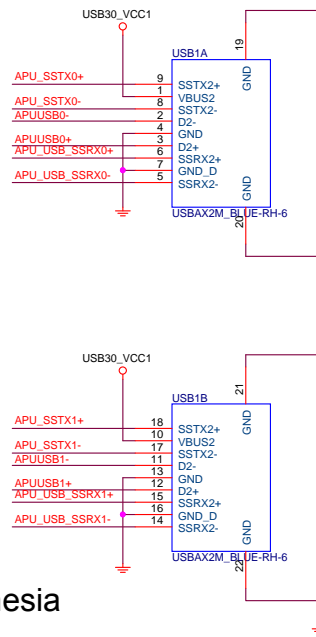 USB30_VCC1
19
USB1A
GND
APU_SSTX0+ 9 SSTX2+
1 VBUS2
APU_SSTX0- 8 SSTX2-
APUUSB0- 2 D2-
4 GND
APUUSB0+ 3 D2+
APU_USB_SSRX0+ 6 SSRX2+
7 GND_D
APU_USB_SSRX0- 5 SSRX2-
GND
USBAX2M_BLUE-RH-6
20
USB30_VCC1
21
USB1B
GND
APU_SSTX1+ 18 SSTX2+
10 VBUS2
APU_SSTX1- 17 SSTX2-
APUUSB1- 11 D2-
13 GND
APUUSB1+ 12 D2+
APU_USB_SSRX1+ 15 SSRX2+
16 GND_D
APU_USB_SSRX1- 14 SSRX2-
GND
USBAX2M_BLUE-RH-6
22
nesia